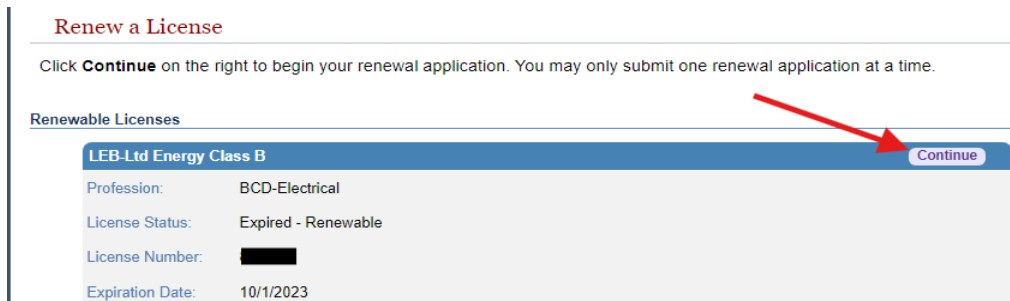 Renew a License
Click Continue on the right to begin your renewal application. You may only submit one renewal application at a time.
Renewable Licenses
LEB-Ltd Energy Class B Continue
Profession: BCD-Electrical
License Status: Expired - Renewable
License Number:
Expiration Date: 10/1/2023